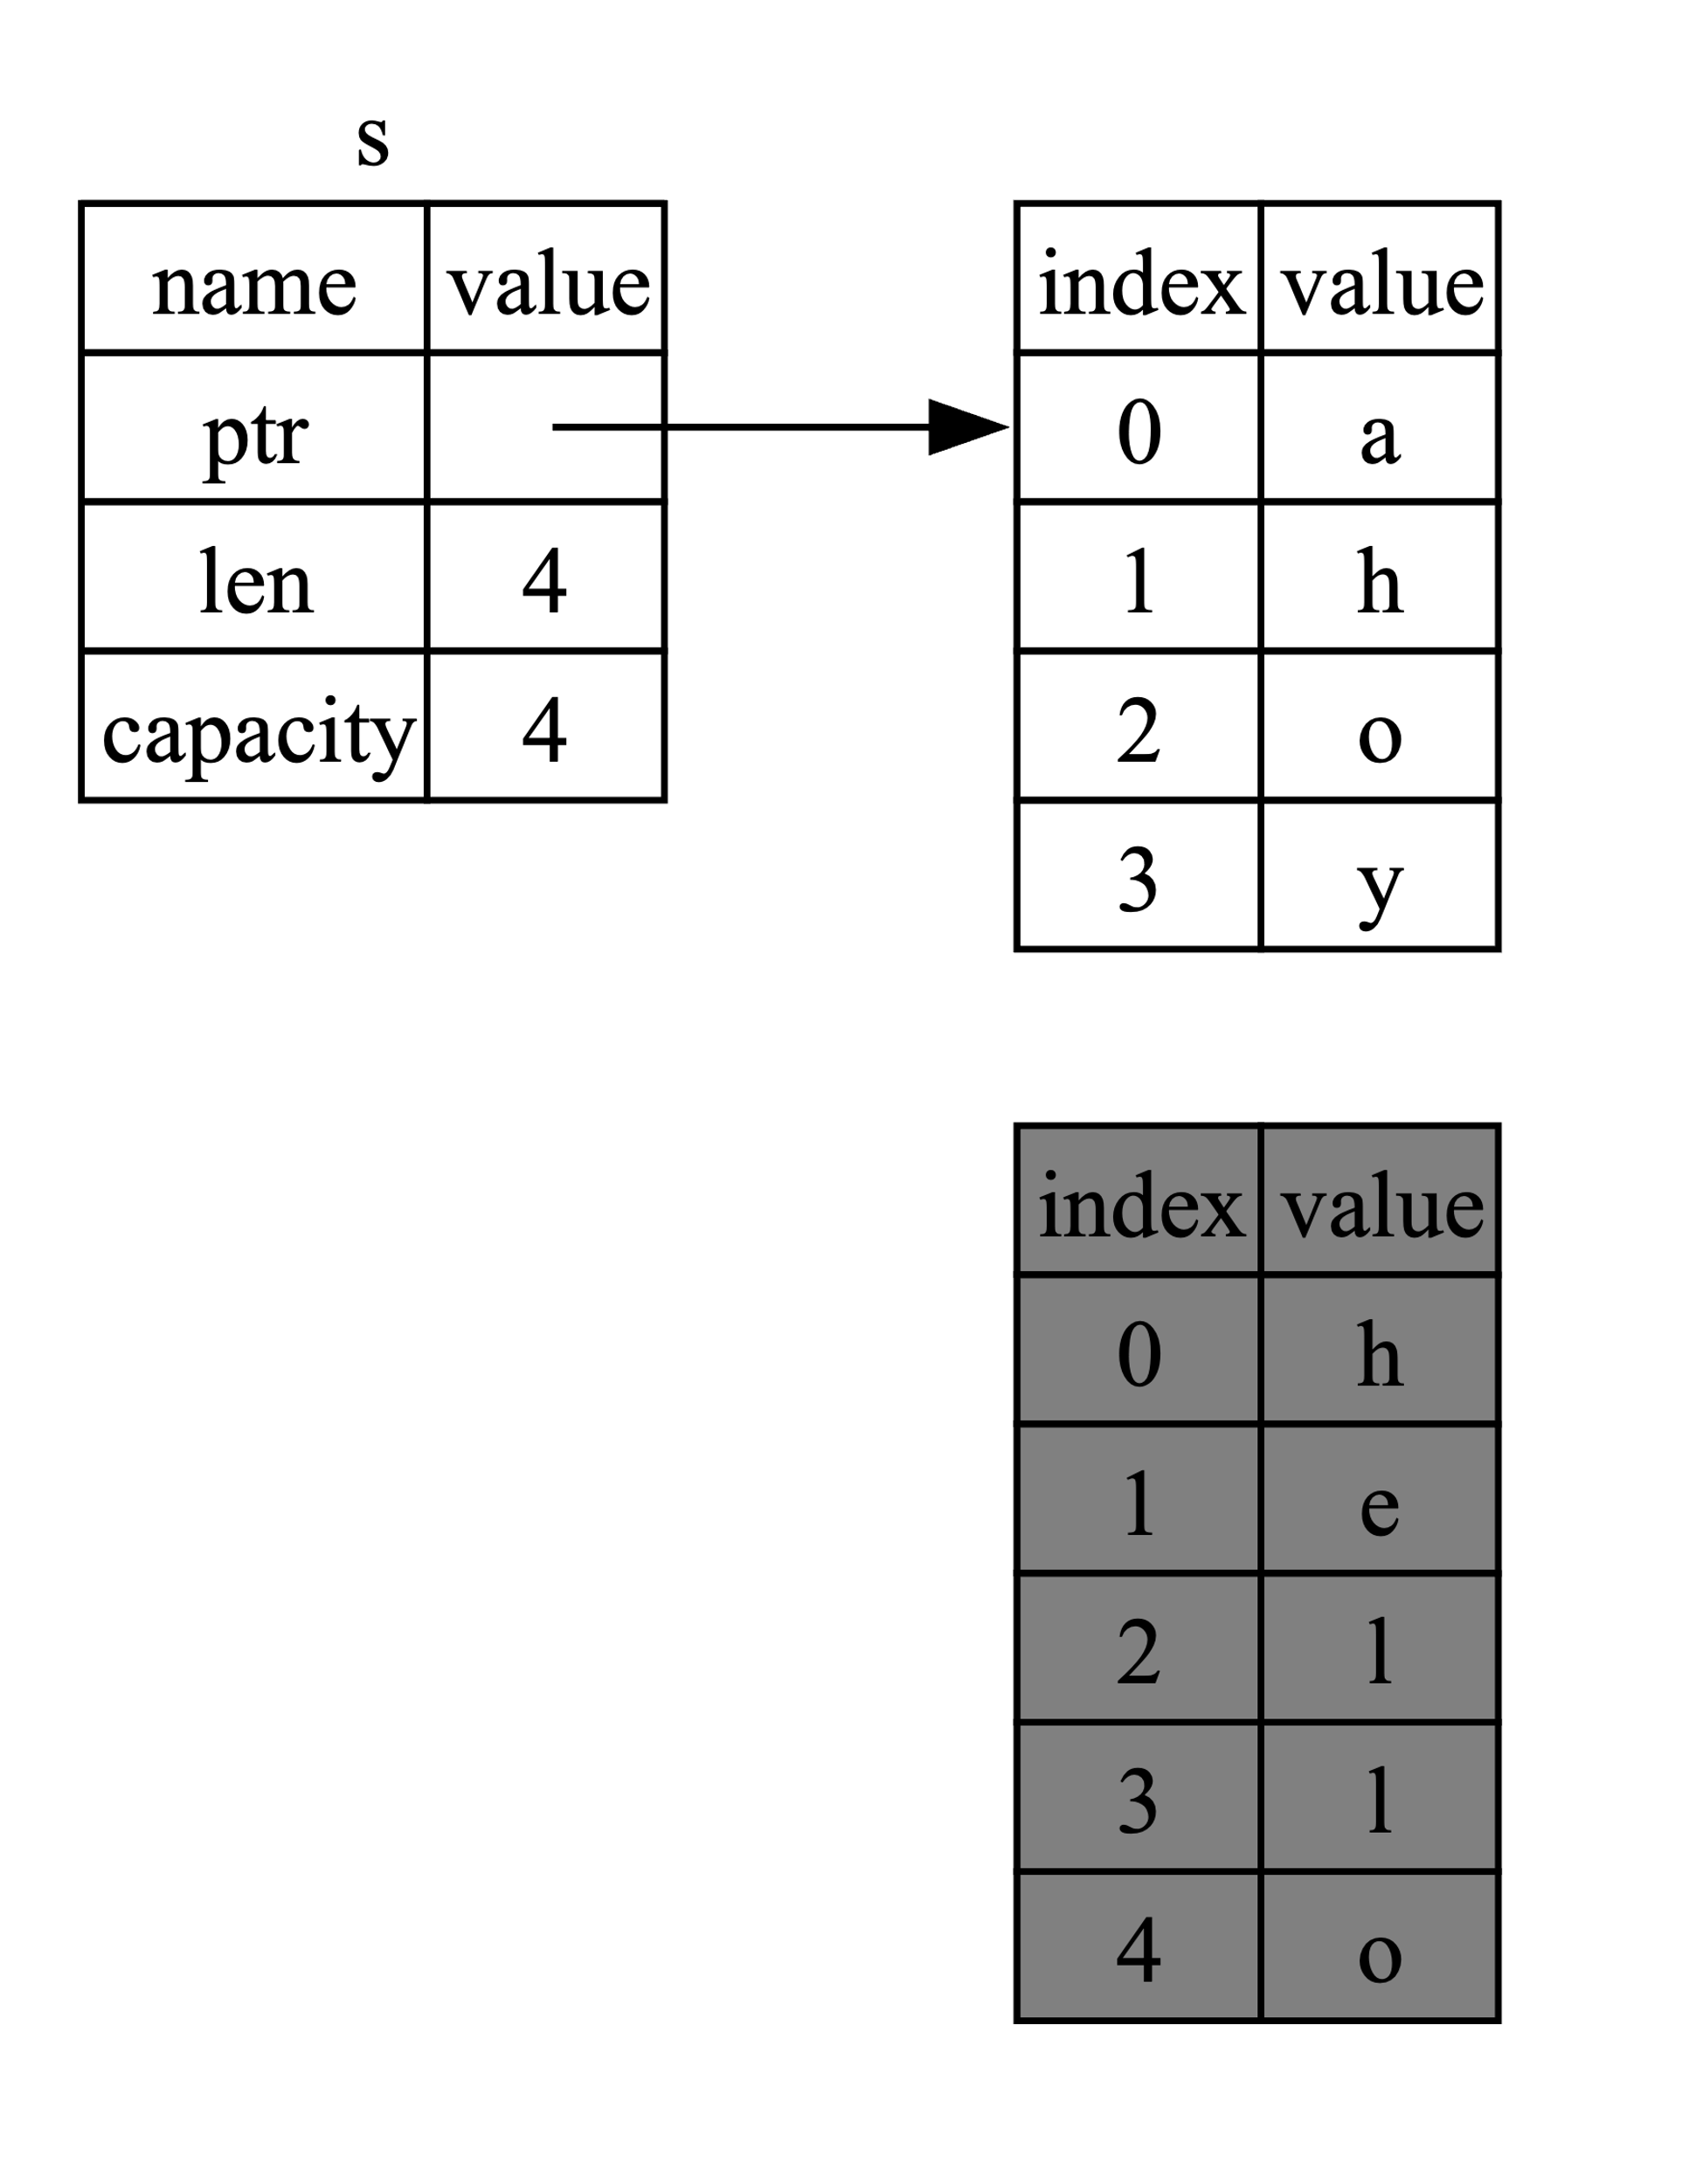 s
name value
ptr
len 4
capacity 4
index value
0 a
1 h
2 o
3 y
index value
0 h
1 e
2 l
3 l
4 o